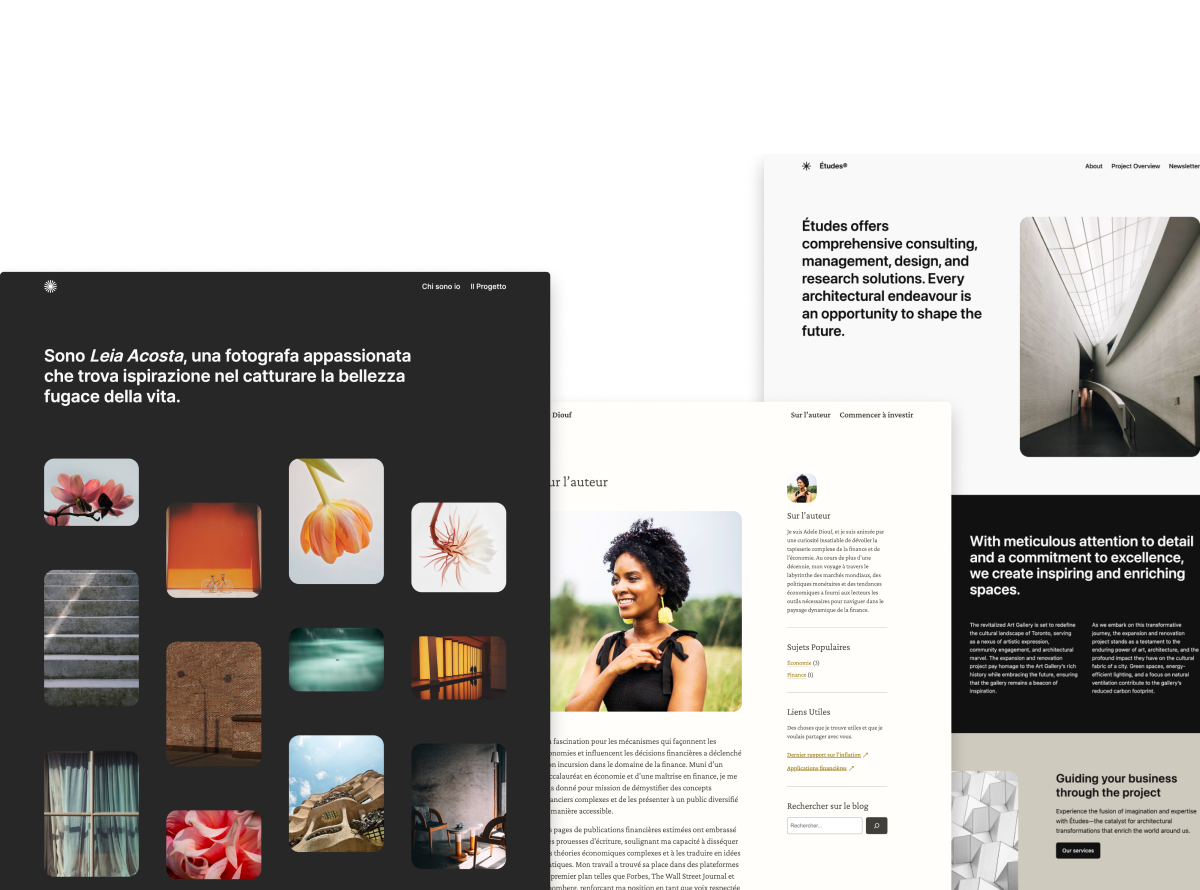 Chi sono io
Il Progetto
Sono Leia Acosta, una fotografa appassionata
che trova ispirazione nel catturare la bellezza
fugace della vita.
Diouf
Sur l'auteur
Commencer à investir
ur l'auteur
fascination pour les mécanismes qui façonnent les
onomies et influencent les décisions financières a déclenché
on incursion dans le domaine de la finance. Muni d'un
ccalauréat en économie et d'une maîtrise en finance, je me
s donné pour mission de démystifier des concepts
anciers complexes et de les présenter à un public diversifié
manière accessible.
s pages de publications financières estimées ont embrassé
es prouesses d'écriture, soulignant ma capacité à disséquer
s théories économiques complexes et à les traduire en idées
atiques. Mon travail a trouvé sa place dans des plateformes
premier plan telles que Forbes, The Wall Street Journal et
oombere, renforçant ma position en tant que voix respectée
Sur l'auteur
Je suis Adele Diouf, et je suis animée par
une curiosité insatiable de dévoiler la
tapisserie complexe de la finance et de
l'économie. Au cours de plus d'une
décennie, mon voyage à travers le
labyrinthe des marchés mondiaux, des
politiques monétaires et des tendances
économiques a fourni aux lecteurs les
outils nécessaires pour naviguer dans le
paysage dynamique de la finance.
Sujets Populaires
Économie (3)
Finance (1)
Liens Utiles
Des choses que je trouve utiles et que je
voulais partager avec vous.
Dernier rapport sur l'inflation ↗
Applications financières ↗
Rechercher sur le blog
Rechercher...
Études®
About
Project Overview
Newsletter
Études offers
comprehensive consulting,
management, design, and
research solutions. Every
architectural endeavour is
an opportunity to shape the
future.
With meticulous attention to detail
and a commitment to excellence,
we create inspiring and enriching
spaces.
The revitalized Art Gallery is set to redefine
the cultural landscape of Toronto, serving
as a nexus of artistic expression,
community engagement, and architectural
marvel. The expansion and renovation
project pay homage to the Art Gallery's rich
history while embracing the future, ensuring
that the gallery remains a beacon of
inspiration.
As we embark on this transformative
journey, the expansion and renovation
project stands as a testament to the
enduring power of art, architecture, and the
profound impact they have on the cultural
fabric of a city. Green spaces, energy-
efficient lighting, and a focus on natural
ventilation contribute to the gallery's
reduced carbon footprint.
Guiding your business
through the project
Experience the fusion of imagination and expertise
with Études—the catalyst for architectural
transformations that enrich the world around us.
Our services